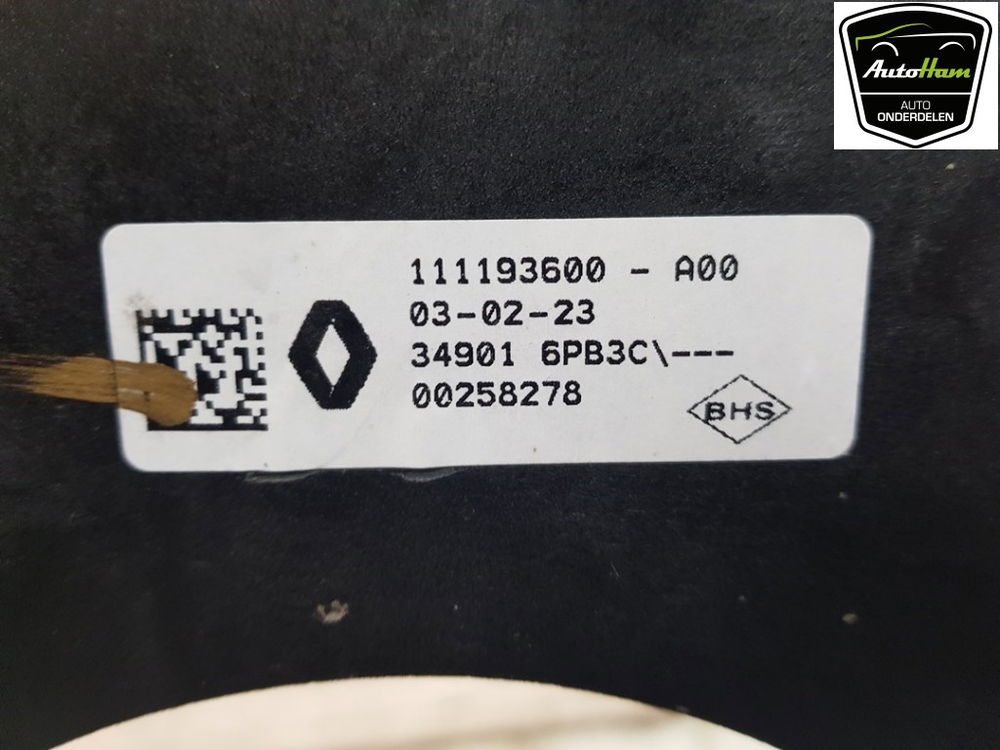 AutoHam
AUTO
ONDERDELEN
111193600 - A00
03-02-23
34901 6PB3C\---
00258278
BHS